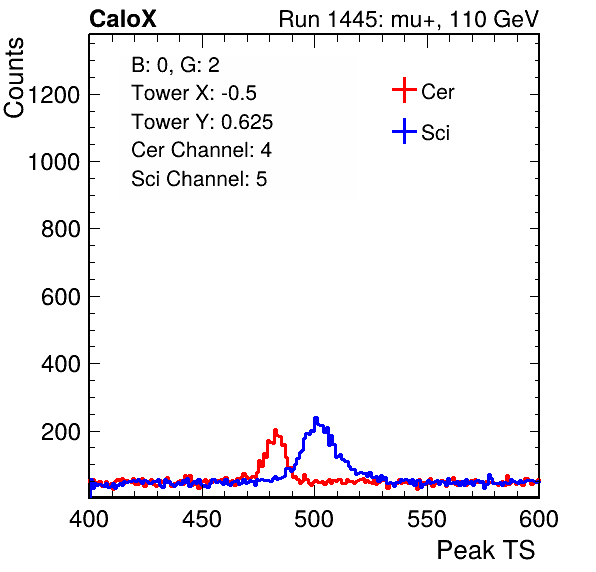 CaloX Run 1445: mu+, 110 GeV
Counts
B: 0, G: 2
Tower X: -0.5
Tower Y: 0.625
Cer Channel: 4
Sci Channel: 5
Cer
Sci
1200
1000
800
600
400
200
400 450 500 550 600
Peak TS